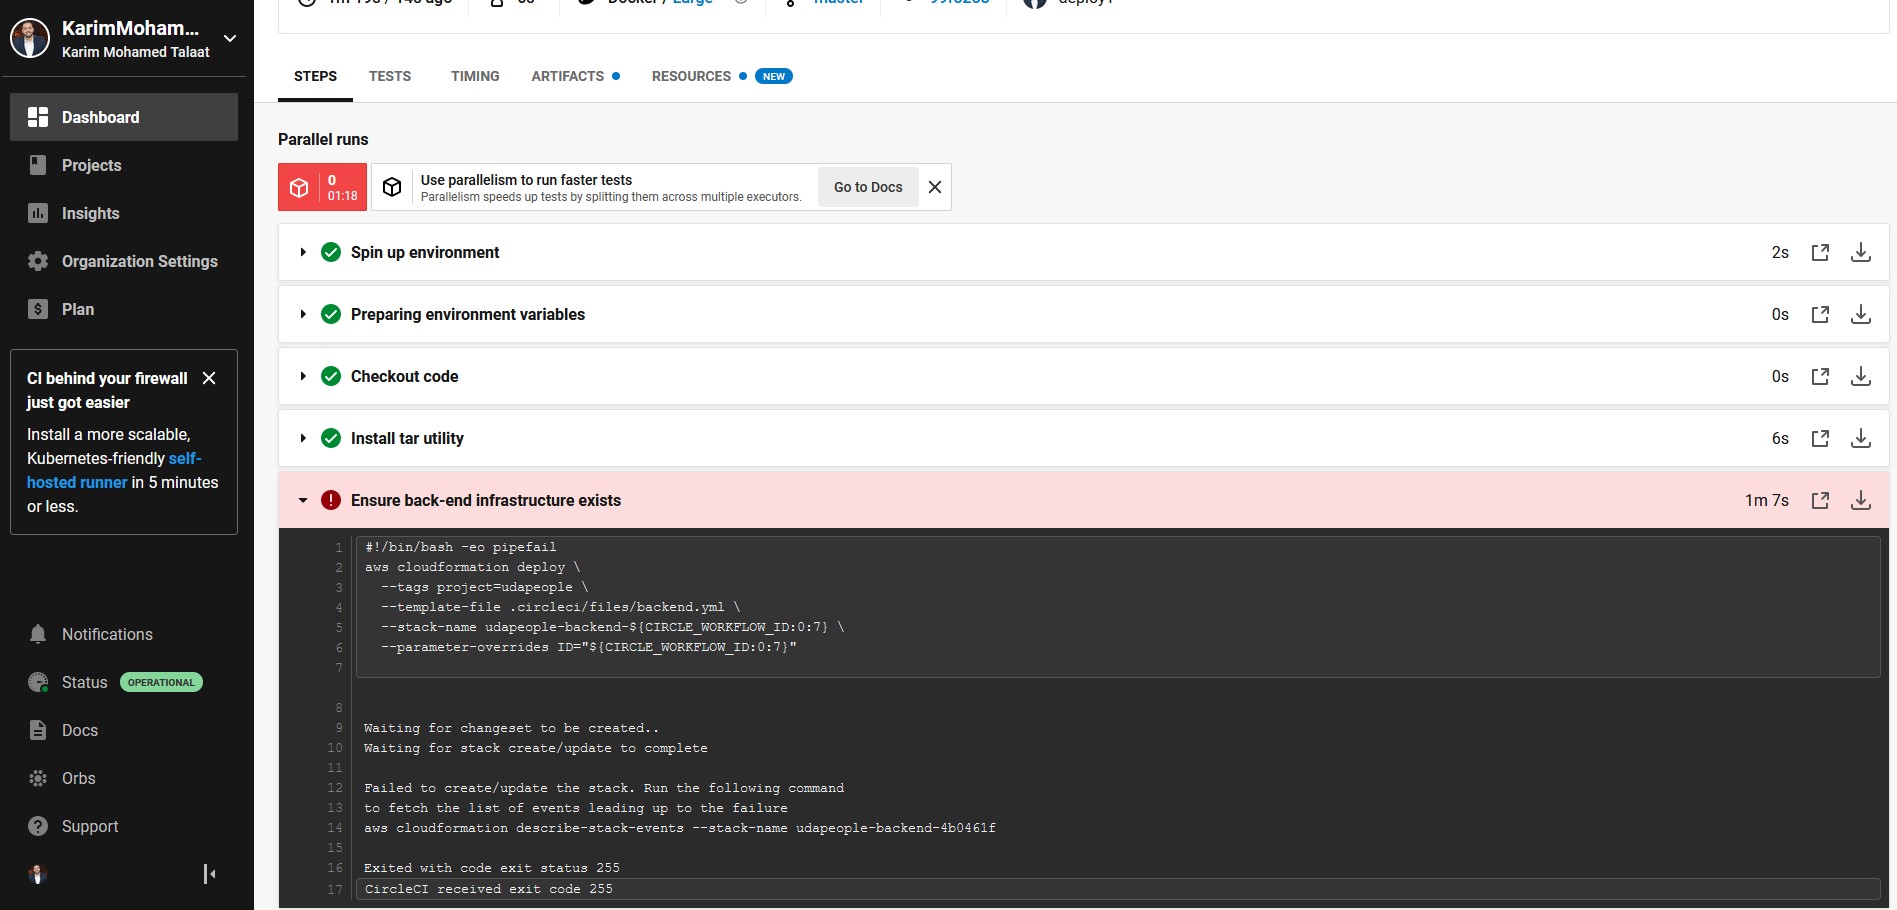 KarimMoham...
Karim Mohamed Talaat
Dashboard
Projects
Insights
Organization Settings
Plan
CI behind your firewall
just got easier
Install a more scalable,
Kubernetes-friendly self-
hosted runner in 5 minutes
or less.
Notifications
Status OPERATIONAL
Docs
Orbs
Support
STEPS TESTS TIMING ARTIFACTS RESOURCES NEW
Parallel runs
0
01:18
Use parallelism to run faster tests
Parallelism speeds up tests by splitting them across multiple executors.
Go to Docs
Spin up environment 2s
Preparing environment variables 0s
Checkout code 0s
Install tar utility 6s
Ensure back-end infrastructure exists 1m 7s
1 #!/bin/bash -eo pipefail
2 aws cloudformation deploy \
3 --tags project=udapeople \
4 --template-file .circleci/files/backend.yml \
5 --stack-name udapeople-backend-${CIRCLE_WORKFLOW_ID:0:7} \
6 --parameter-overrides ID="${CIRCLE_WORKFLOW_ID:0:7}"
7
8
9 Waiting for changeset to be created..
10 Waiting for stack create/update to complete
11
12 Failed to create/update the stack. Run the following command
13 to fetch the list of events leading up to the failure
14 aws cloudformation describe-stack-events --stack-name udapeople-backend-4b0461f
15
16 Exited with code exit status 255
17 CircleCI received exit code 255